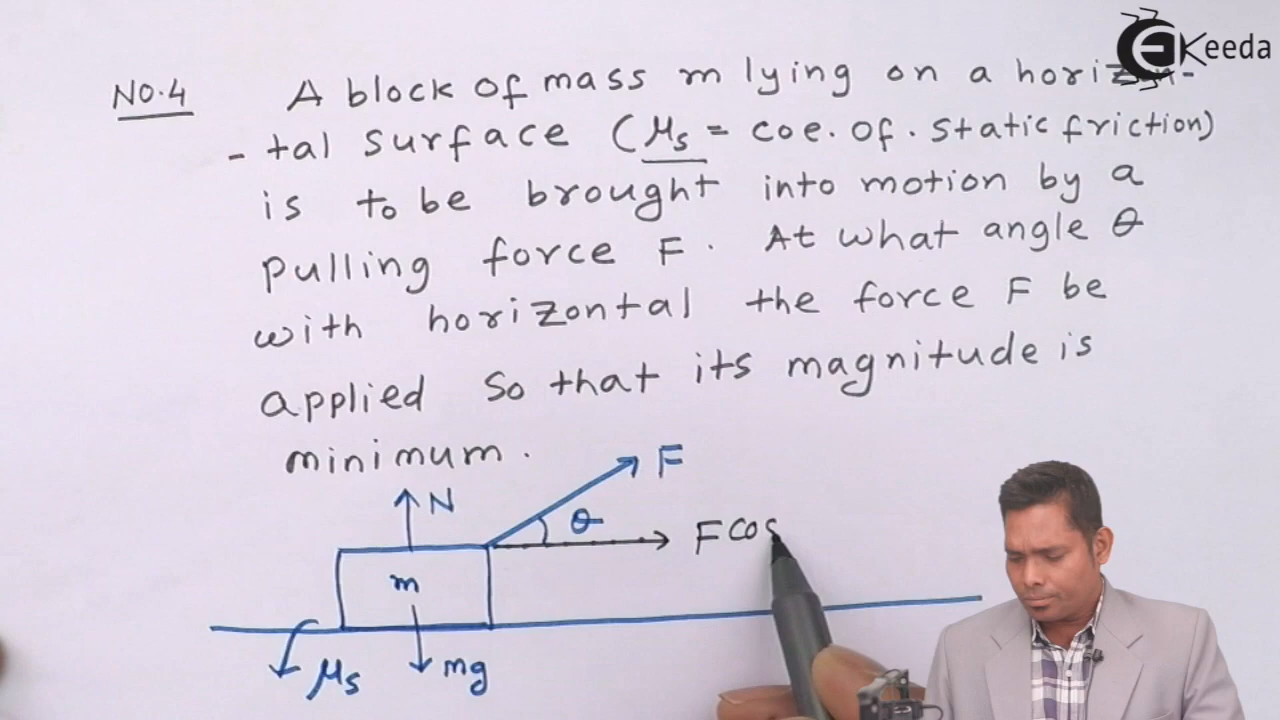 Keeda
No.4 A block of mass m lying on a horizon-
-tal surface (μs = coe. of. static friction)
is to be brought into motion by a
pulling force F. At what angle θ
with horizontal the force F be
applied so that its magnitude is
minimum.
N
F
θ
Fcos
m
μs
mg